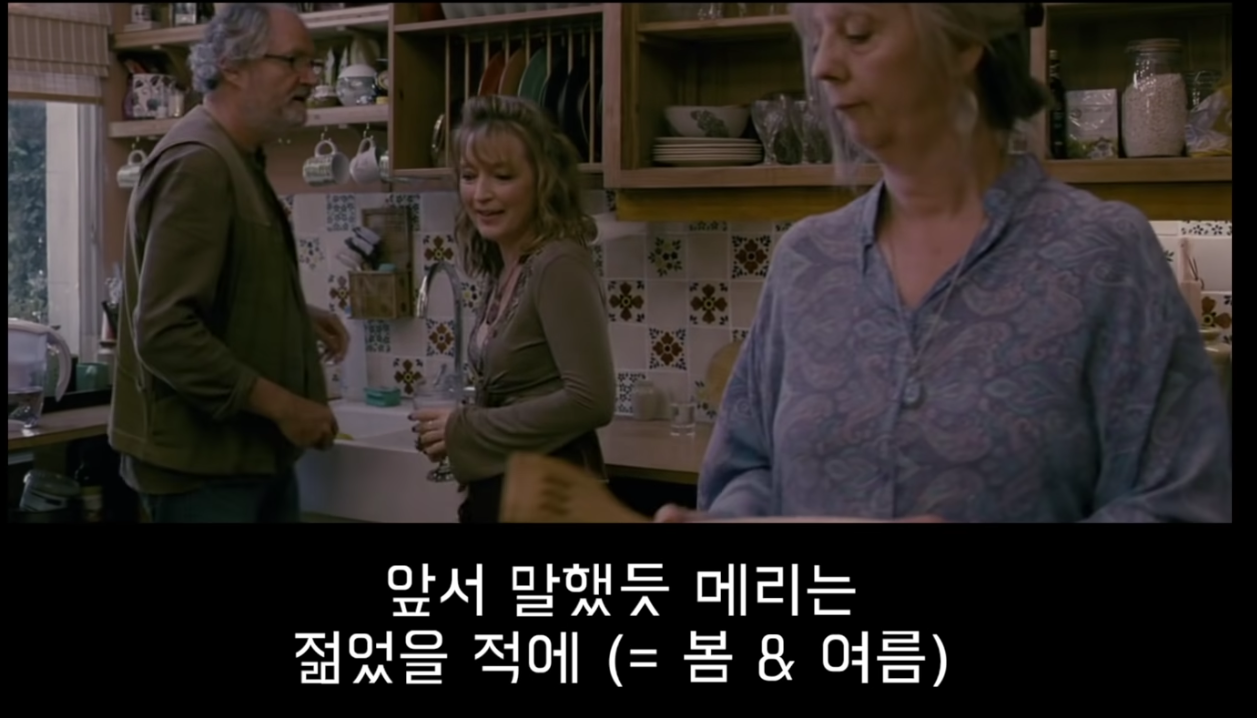 앞서 말했듯 메리는
젊었을 적에 (= 봄 & 여름)